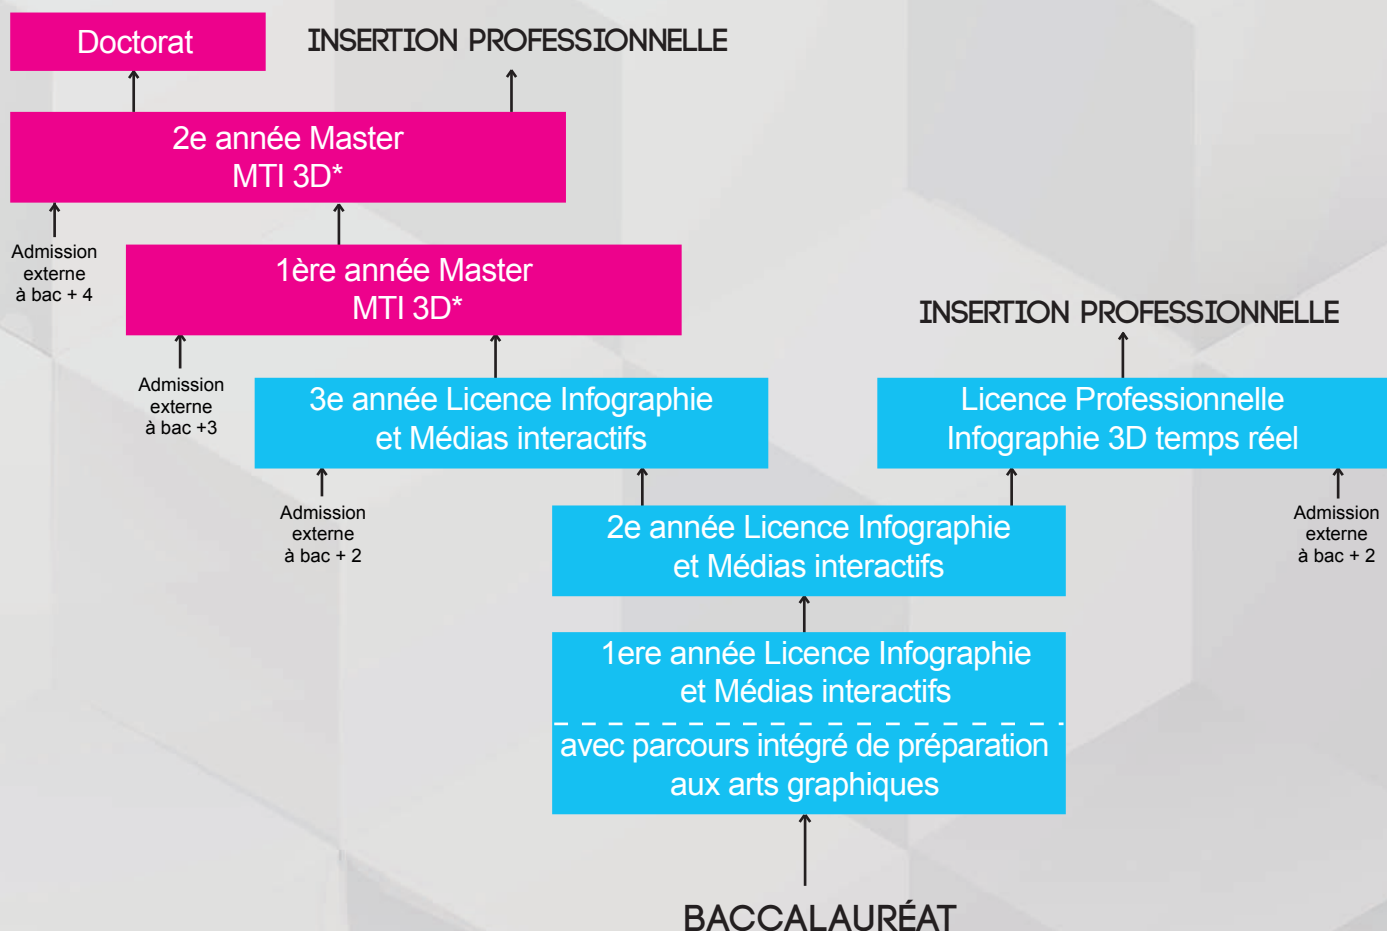 Doctorat
INSERTION PROFESSIONNELLE
2e année Master
MTI 3D*
Admission
externe
à bac + 4
1ère année Master
MTI 3D*
INSERTION PROFESSIONNELLE
Admission
externe
à bac +3
3e année Licence Infographie
et Médias interactifs
Licence Professionnelle
Infographie 3D temps réel
Admission
externe
à bac + 2
2e année Licence Infographie
et Médias interactifs
Admission
externe
à bac + 2
1ere année Licence Infographie
et Médias interactifs
avec parcours intégré de préparation
aux arts graphiques
BACCALAURÉAT